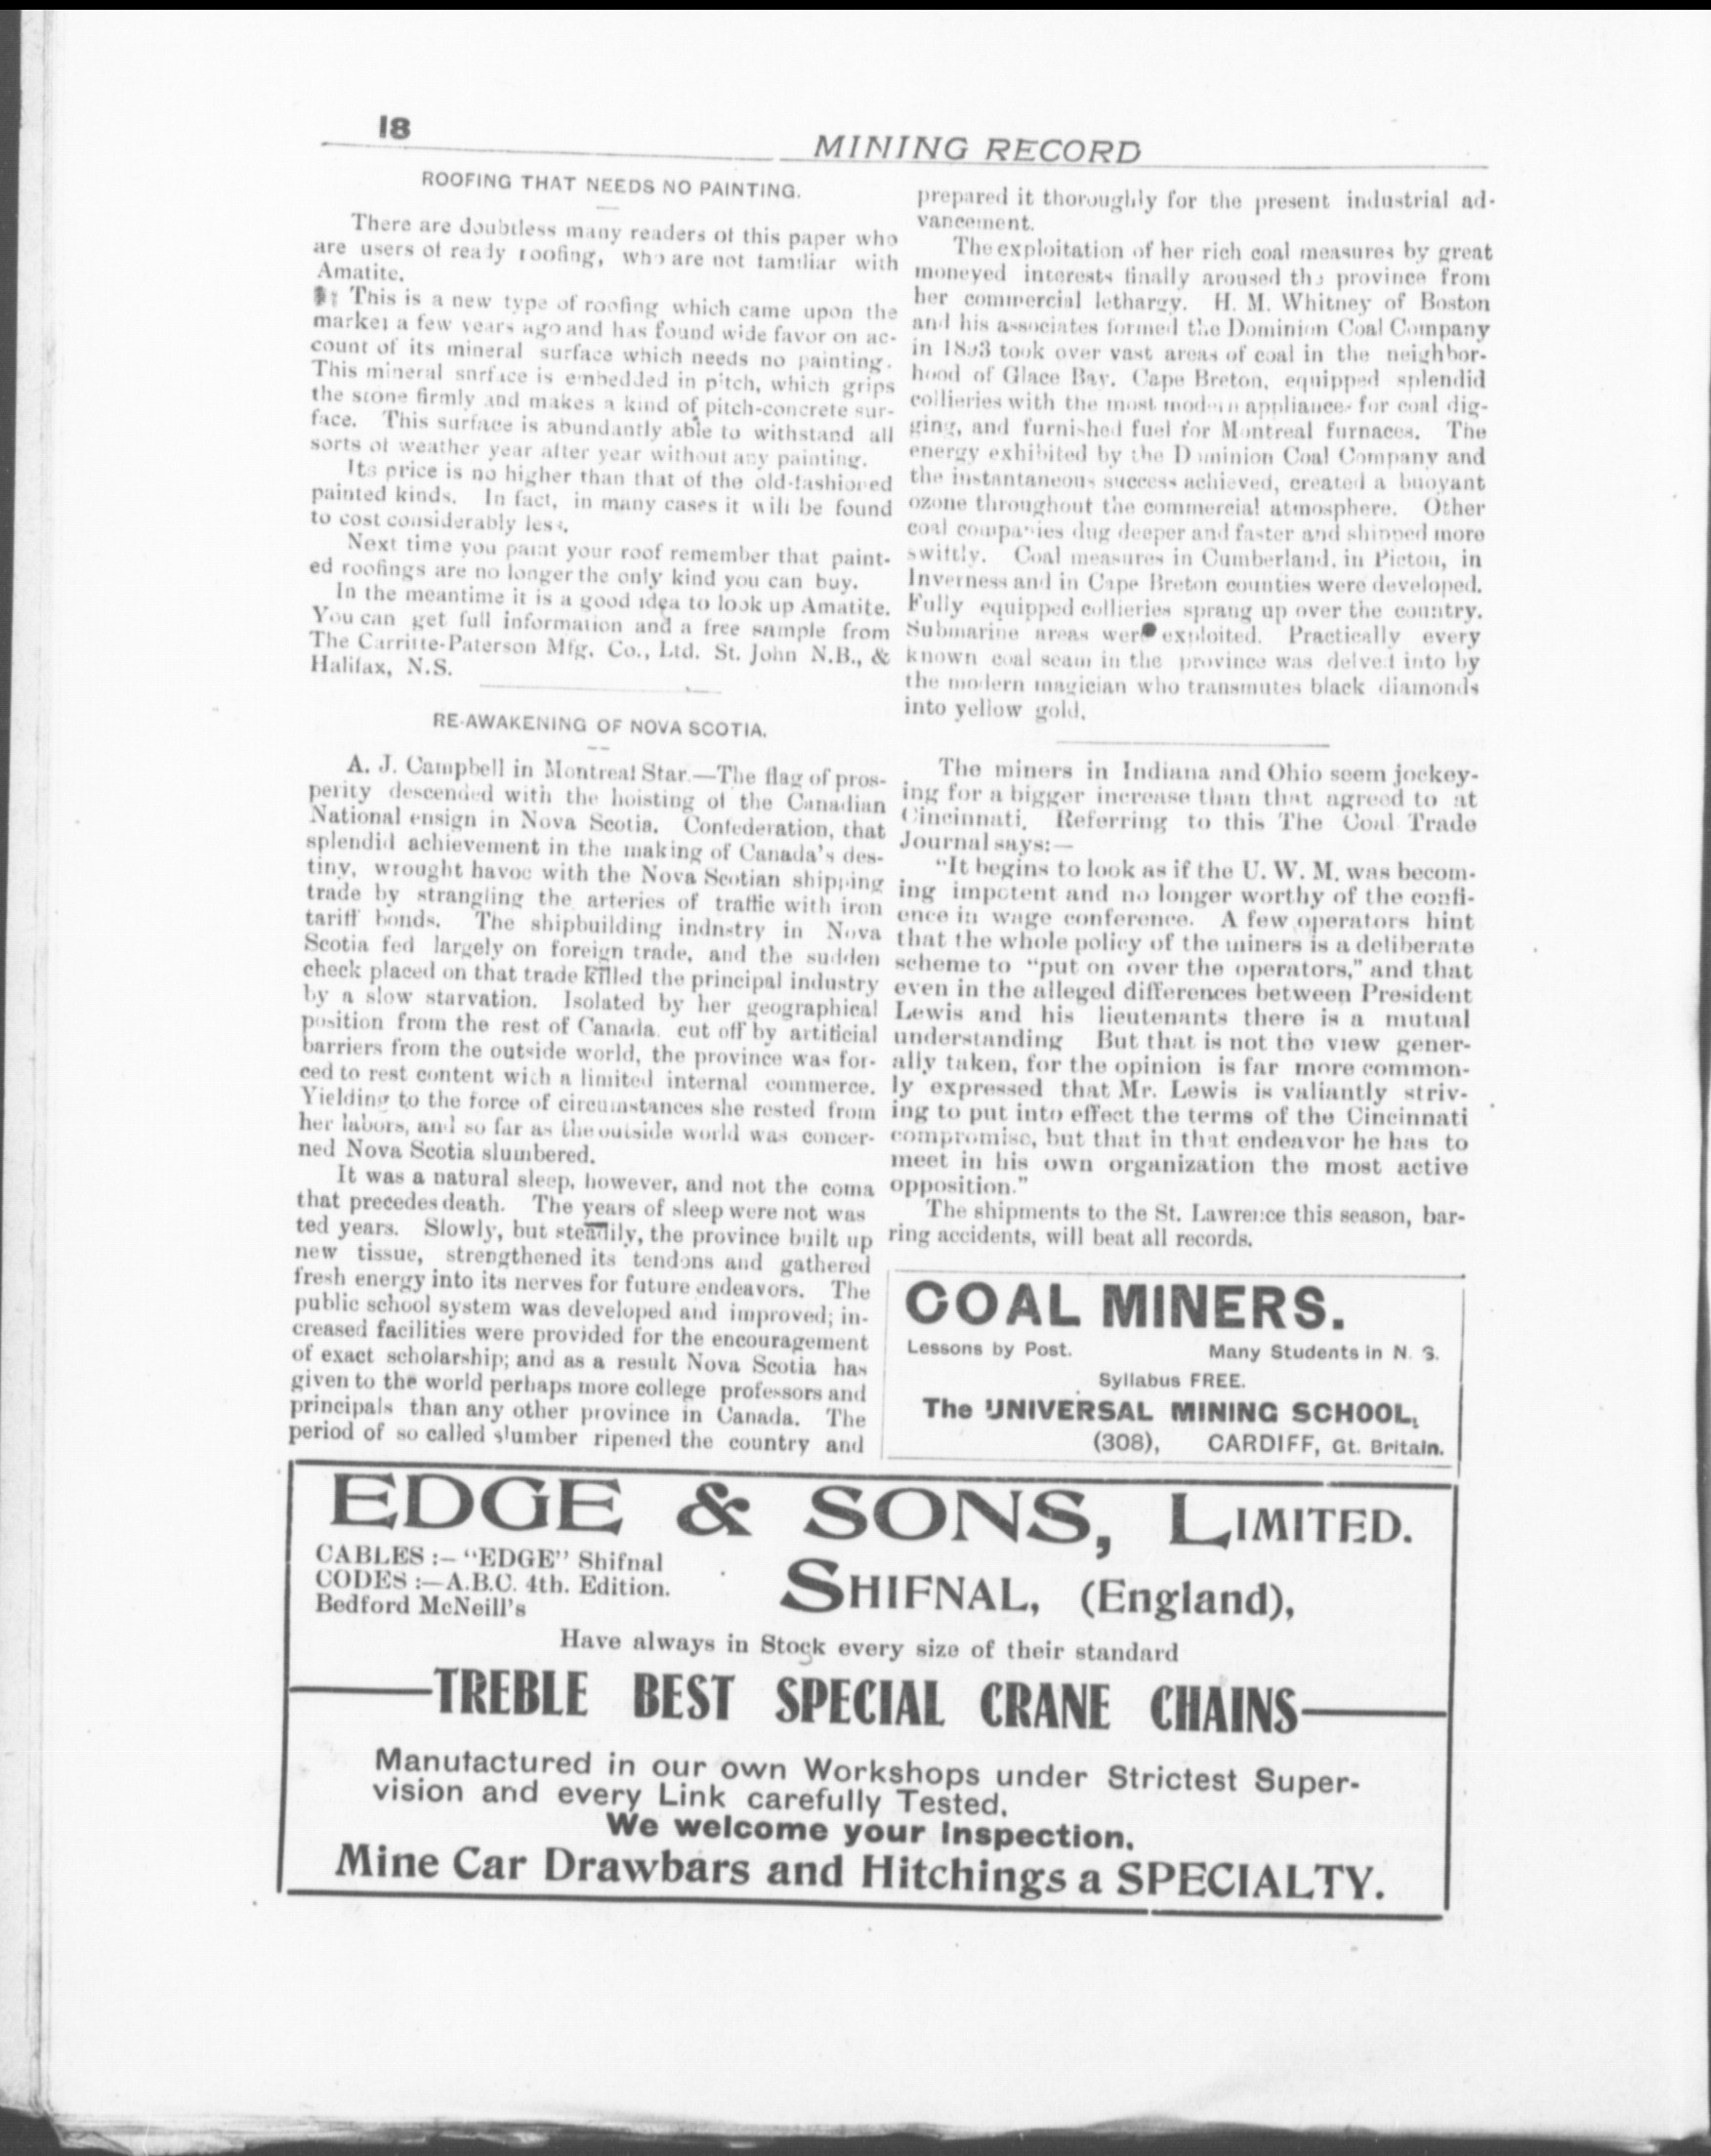 18
MINING RECORD
ROOFING THAT NEEDS NO PAINTING.
There are doubtless many readers of this paper who
are users of ready roofing, who are not familiar with
Amatite.
This is a new type of roofing which came upon the
market a few years ago and has found wide favor on ac-
count of its mineral surface which needs no painting.
This mineral snrface is embedded in pitch, which grips
the stone firmly and makes a kind of pitch-concrete sur-
face. This surface is abundantly able to withstand all
sorts of weather year after year without any painting.
Its price is no higher than that of the old-fashioned
painted kinds. In fact, in many cases it will be found
to cost considerably less.
Next time you paint your roof remember that paint-
ed roofings are no longer the only kind you can buy.
In the meantime it is a good idea to look up Amatite.
You can get full information and a free sample from
The Carritte-Paterson Mfg. Co., Ltd. St. John N.B., &
Halifax, N.S.
RE-AWAKENING OF NOVA SCOTIA.
A. J. Campbell in Montreal Star.—The flag of pros-
perity descended with the hoisting of the Canadian
National ensign in Nova Scotia. Confederation, that
splendid achievement in the making of Canada's des-
tiny, wrought havoc with the Nova Scotian shipping
trade by strangling the arteries of traffic with iron
tariff bonds. The shipbuilding indnstry in Nova
Scotia fed largely on foreign trade, and the sudden
check placed on that trade killed the principal industry
by a slow starvation. Isolated by her geographical
position from the rest of Canada. cut off by artificial
barriers from the outside world, the province was for-
ced to rest content with a limited internal commerce.
Yielding to the force of circumstances she rested from
her labors, and so far as the outside world was concer-
ned Nova Scotia slumbered.
It was a natural sleep, however, and not the coma
that precedes death. The years of sleep were not was
ted years. Slowly, but steadily, the province built up
new tissue, strengthened its tendons and gathered
fresh energy into its nerves for future endeavors. The
public school system was developed and improved; in-
creased facilities were provided for the encouragement
of exact scholarship; and as a result Nova Scotia has
given to the world perhaps more college professors and
principals than any other province in Canada. The
period of so called slumber ripened the country and
prepared it thoroughly for the present industrial ad-
vancement.
The exploitation of her rich coal measures by great
moneyed interests finally aroused the province from
her commercial lethargy. H. M. Whitney of Boston
and his associates formed the Dominion Coal Company
in 1893 took over vast areas of coal in the neighbor-
hood of Glace Bay, Cape Breton, equipped splendid
collieries with the most modern appliances for coal dig-
ging, and furnished fuel for Montreal furnaces. The
energy exhibited by the Dominion Coal Company and
the instantaneous success achieved, created a buoyant
ozone throughout the commercial atmosphere. Other
coal companies dug deeper and faster and shipped more
swiftly. Coal measures in Cumberland, in Pictou, in
Inverness and in Cape Breton counties were developed.
Fully equipped collieries sprang up over the country.
Submarine areas were exploited. Practically every
known coal seam in the province was delved into by
the modern magician who transmutes black diamonds
into yellow gold.
The miners in Indiana and Ohio seem jockey-
ing for a bigger increase than that agreed to at
Cincinnati. Referring to this The Coal Trade
Journal says:—
"It begins to look as if the U. W. M. was becom-
ing impotent and no longer worthy of the confi-
ence in wage conference. A few operators hint
that the whole policy of the miners is a deliberate
scheme to "put on over the operators," and that
even in the alleged differences between President
Lewis and his lieutenants there is a mutual
understanding But that is not the view gener-
ally taken, for the opinion is far more common-
ly expressed that Mr. Lewis is valiantly striv-
ing to put into effect the terms of the Cincinnati
compromise, but that in that endeavor he has to
meet in his own organization the most active
opposition."
The shipments to the St. Lawrence this season, bar-
ring accidents, will beat all records.
COAL MINERS.
Lessons by Post. Many Students in N. S.
Syllabus FREE.
The UNIVERSAL MINING SCHOOL,
(308), CARDIFF, Gt. Britain.
EDGE & SONS, LIMITED.
CABLES :— "EDGE" Shifnal
CODES :—A.B.C. 4th. Edition.
Bedford McNeill's
SHIFNAL, (England),
Have always in Stock every size of their standard
TREBLE BEST SPECIAL CRANE CHAINS
Manufactured in our own Workshops under Strictest Super-
vision and every Link carefully Tested.
We welcome your Inspection.
Mine Car Drawbars and Hitchings a SPECIALTY.